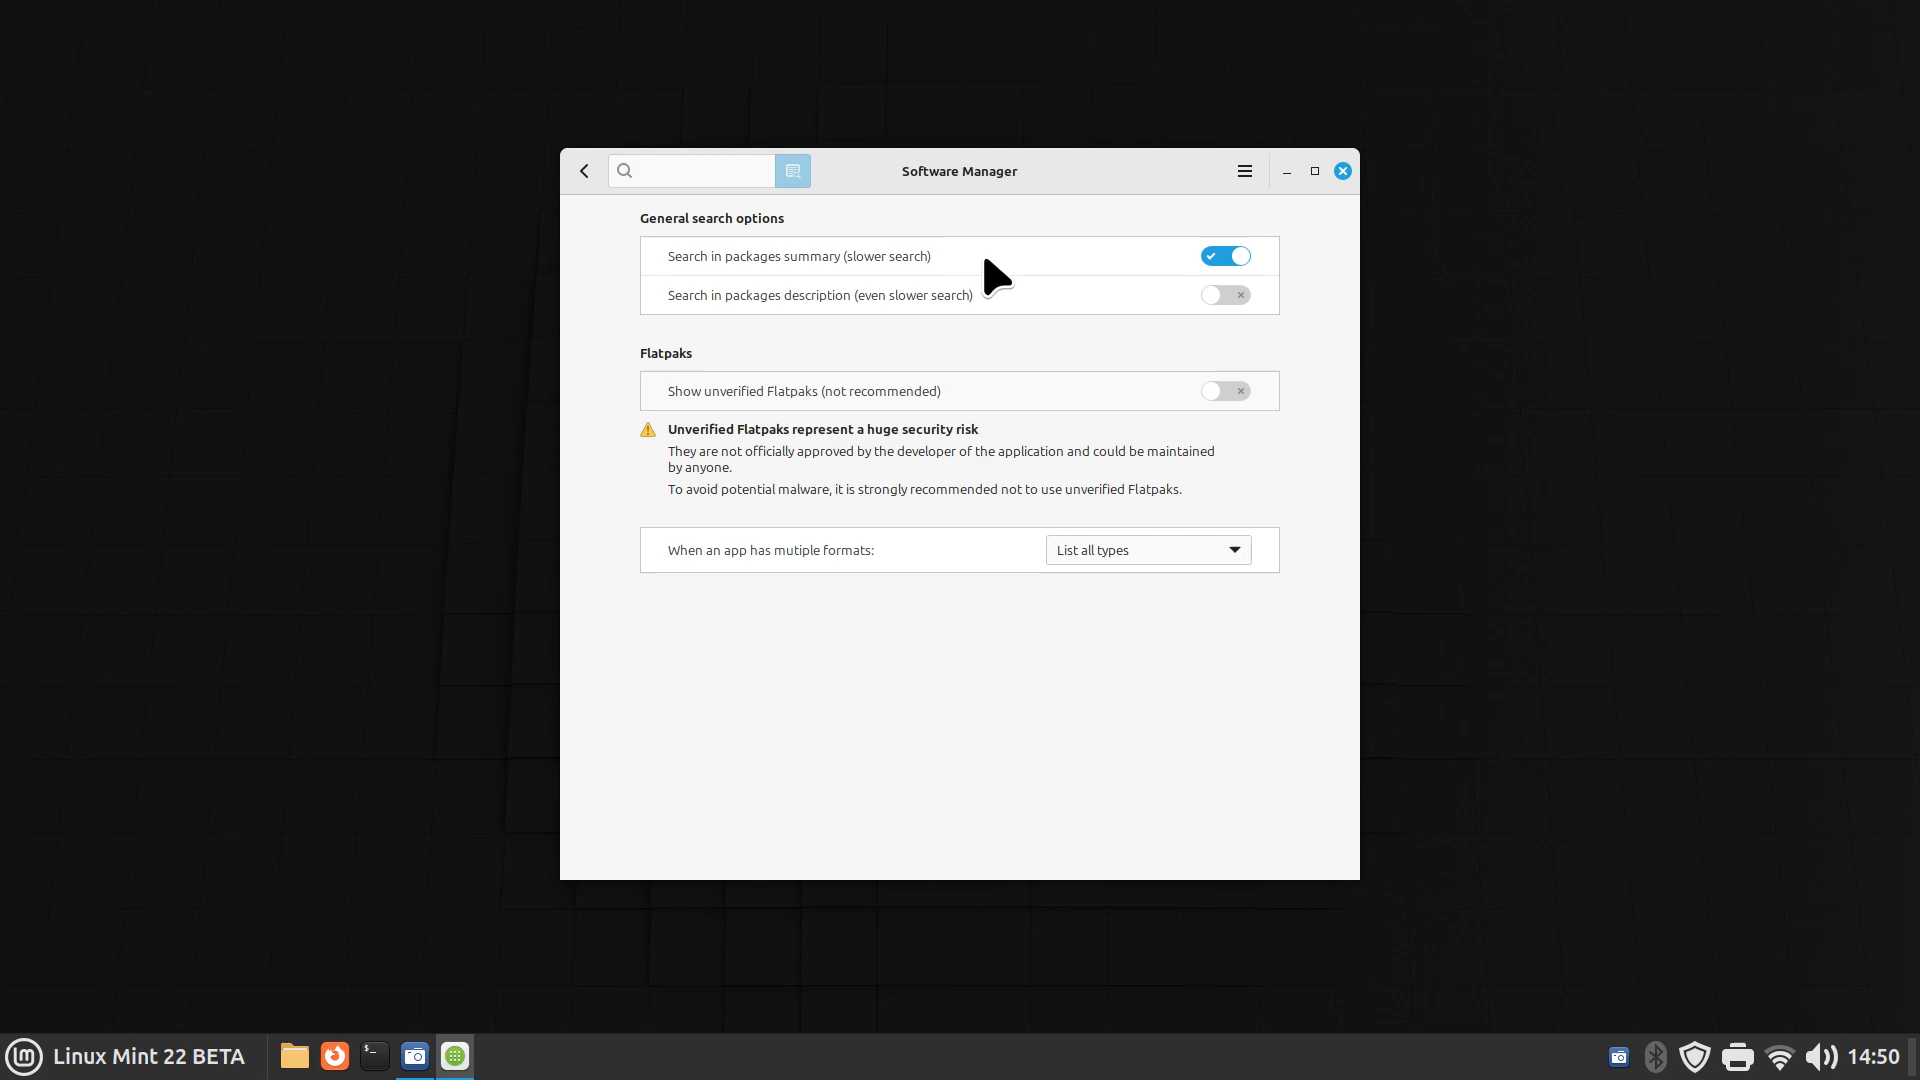 Software Manager
General search options
Search in packages summary (slower search)
Search in packages description (even slower search)
Flatpaks
Show unverified Flatpaks (not recommended)
Unverified Flatpaks represent a huge security risk
They are not officially approved by the developer of the application and could be maintained
by anyone.
To avoid potential malware, it is strongly recommended not to use unverified Flatpaks.
When an app has mutiple formats:
List all types
Linux Mint 22 BETA
$_
14:50